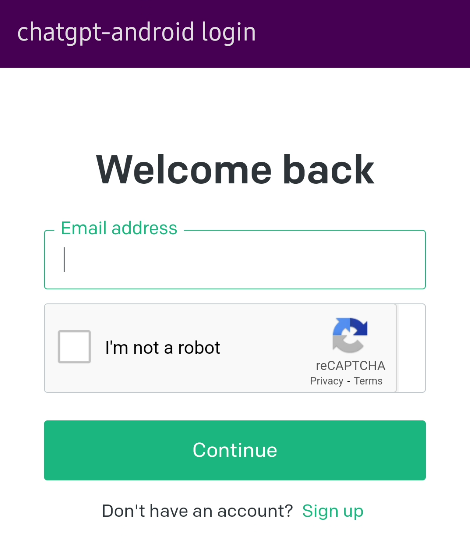 chatgpt-android login
Welcome back
Email address
I'm not a robot
reCAPTCHA
Privacy - Terms
Continue
Don't have an account? Sign up